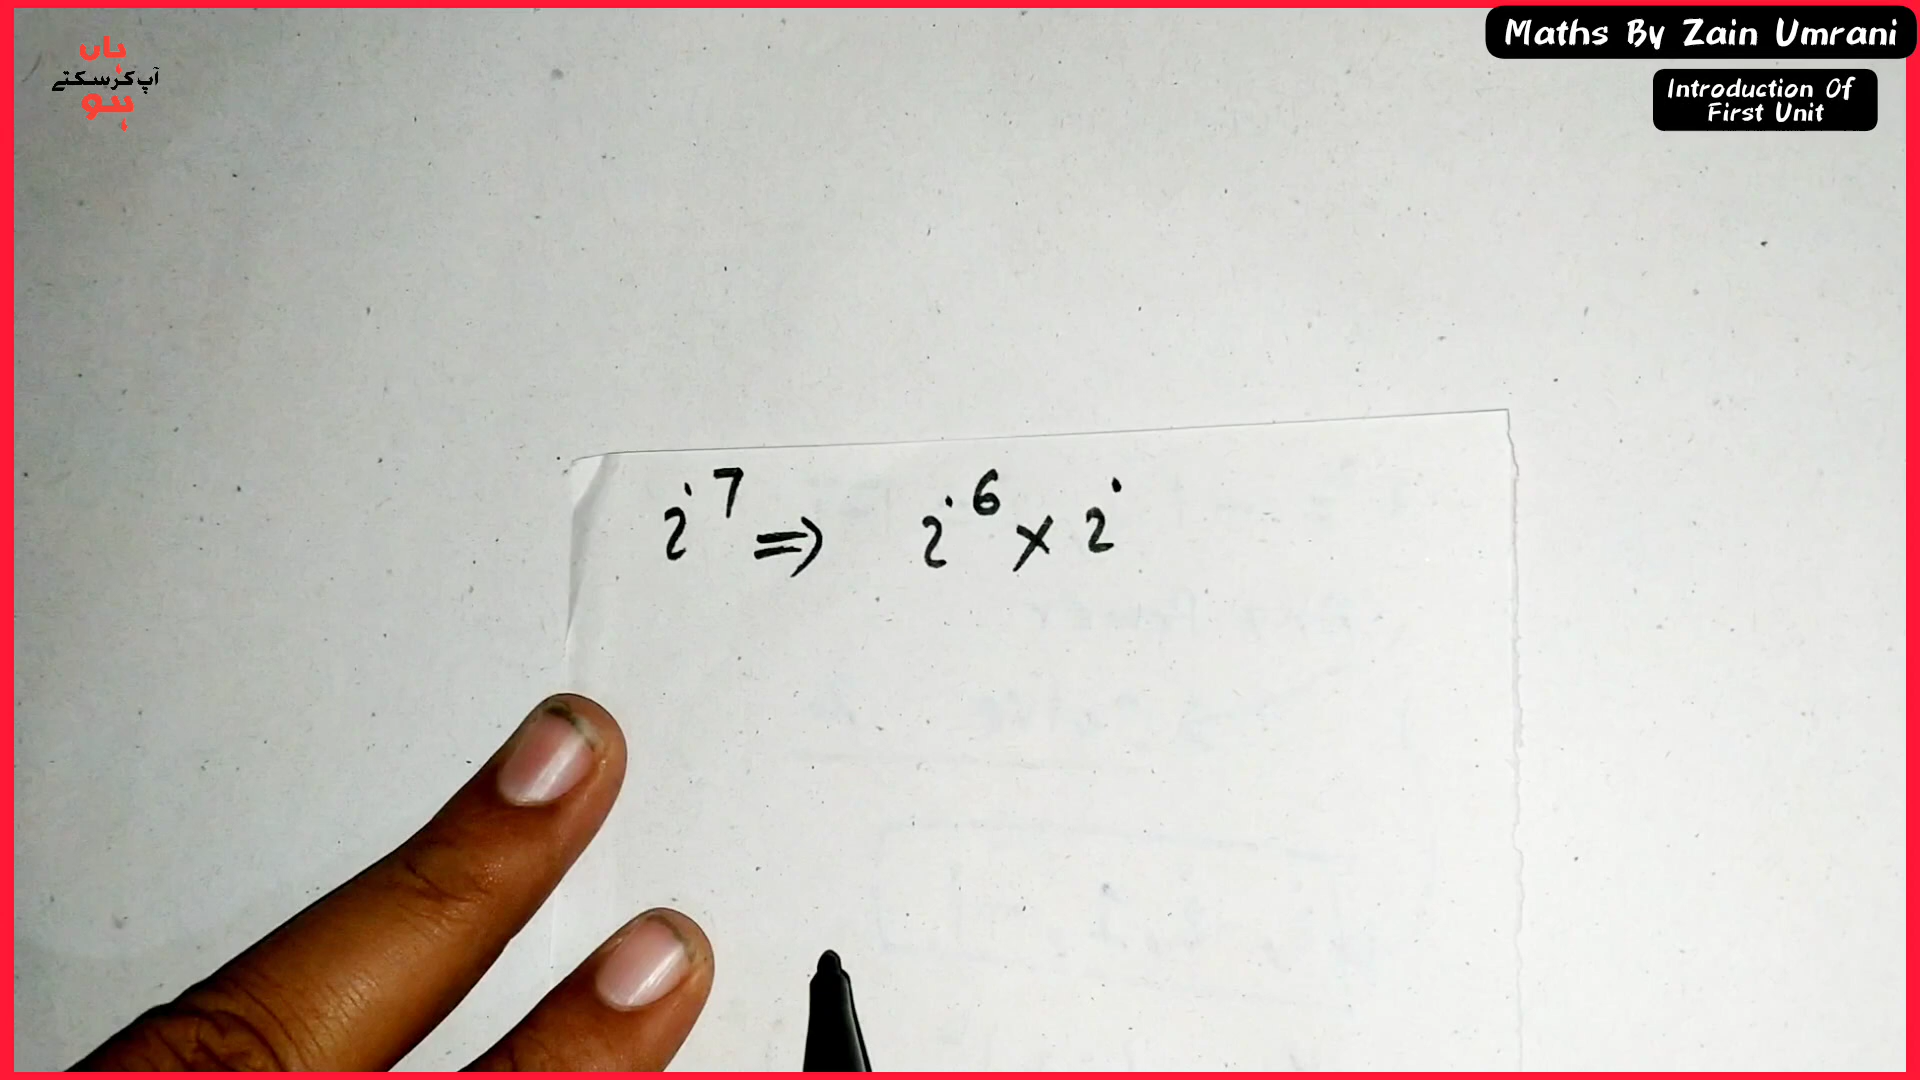 Maths By Zain Umrani
Introduction Of
First Unit
ہاں
آپ کرسکتے
ہو
i⁷ ⇒ i⁶ × i